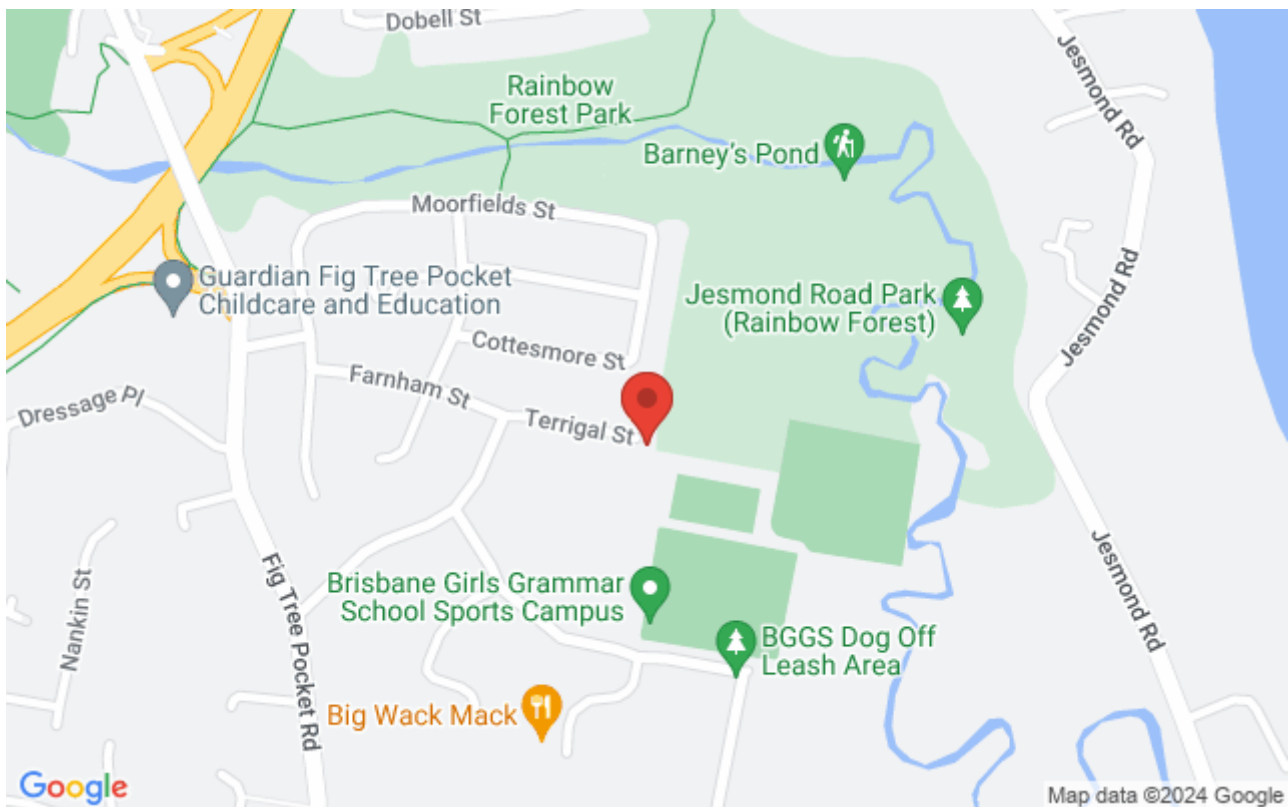 Dobell St
Jesmond Rd
Rainbow
Forest Park
Barney's Pond
Moorfields St
Guardian Fig Tree Pocket
Childcare and Education
Jesmond Road Park
(Rainbow Forest)
Jesmond Rd
Cottesmore St
Farnham St
Dressage Pl
Terrigal St
Nankin St
Fig Tree Pocket Rd
Brisbane Girls Grammar
School Sports Campus
Jesmond Rd
BGGS Dog Off
Leash Area
Big Wack Mack
Google
Map data ©2024 Google